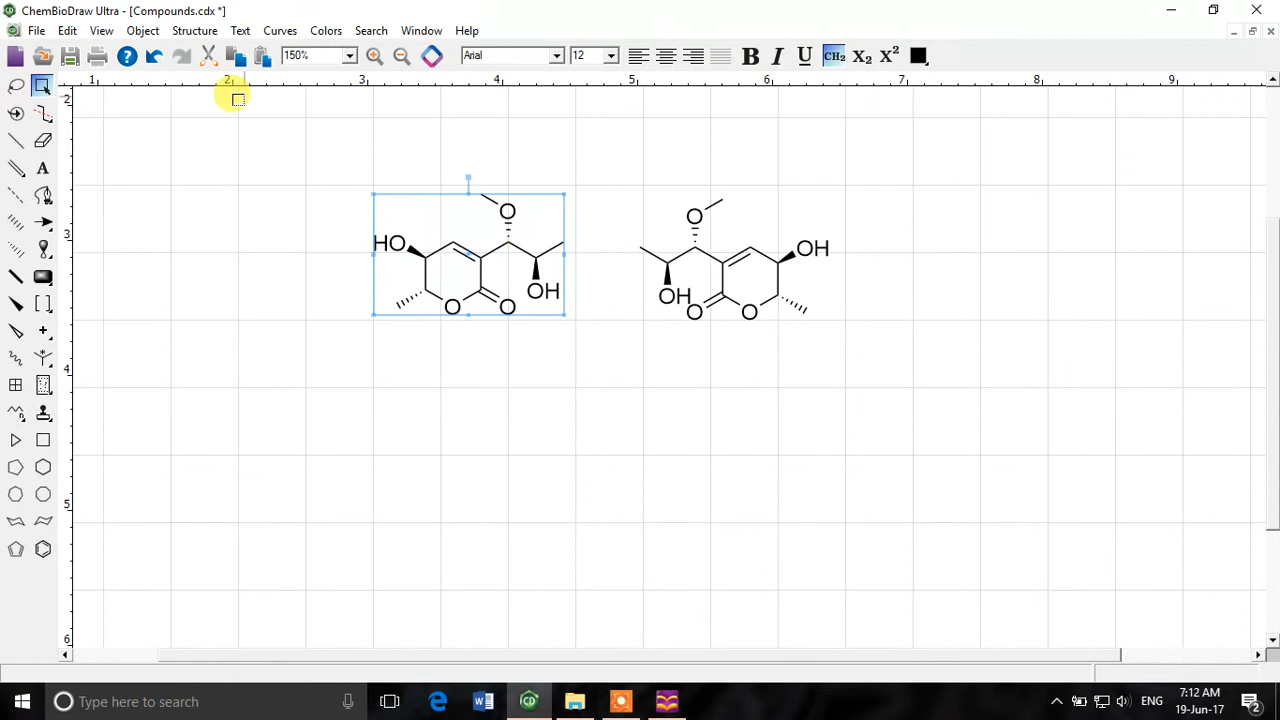 ChemBioDraw Ultra - [Compounds.cdx *]
File Edit View Object Structure Text Curves Colors Search Window Help
150% Arial 12 B I U CH2 X2 X²
1 2 3 4 5 6 7 8 9
2
3
4
5
6
A
O
HO
OH
O O
O
OH
OH
O O
Type here to search
ENG
7:12 AM
19-Jun-17
2